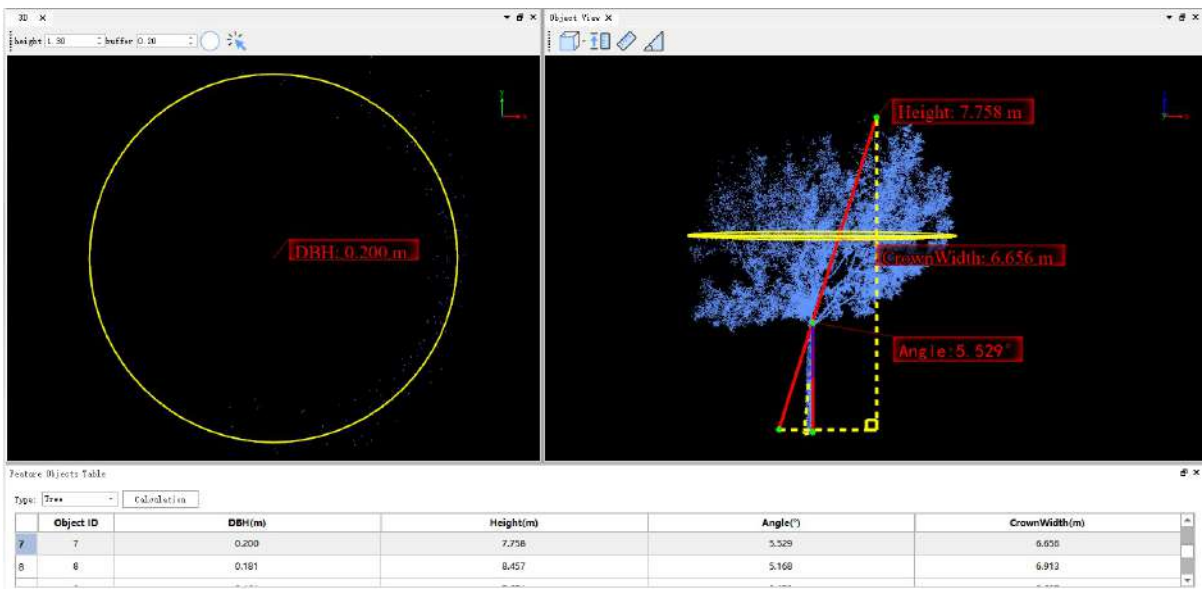 3D
height 1.30 buffer 0.20
DBH: 0.200 m
Object View
Height: 7.758 m
CrownWidth: 6.656 m
Angle:5.529°
Feature Objects Table
Type: Tree Calculation
Object ID DBH(m) Height(m) Angle(°) CrownWidth(m)
7 7 0.200 7.758 5.529 6.656
8 8 0.181 8.457 5.168 6.913